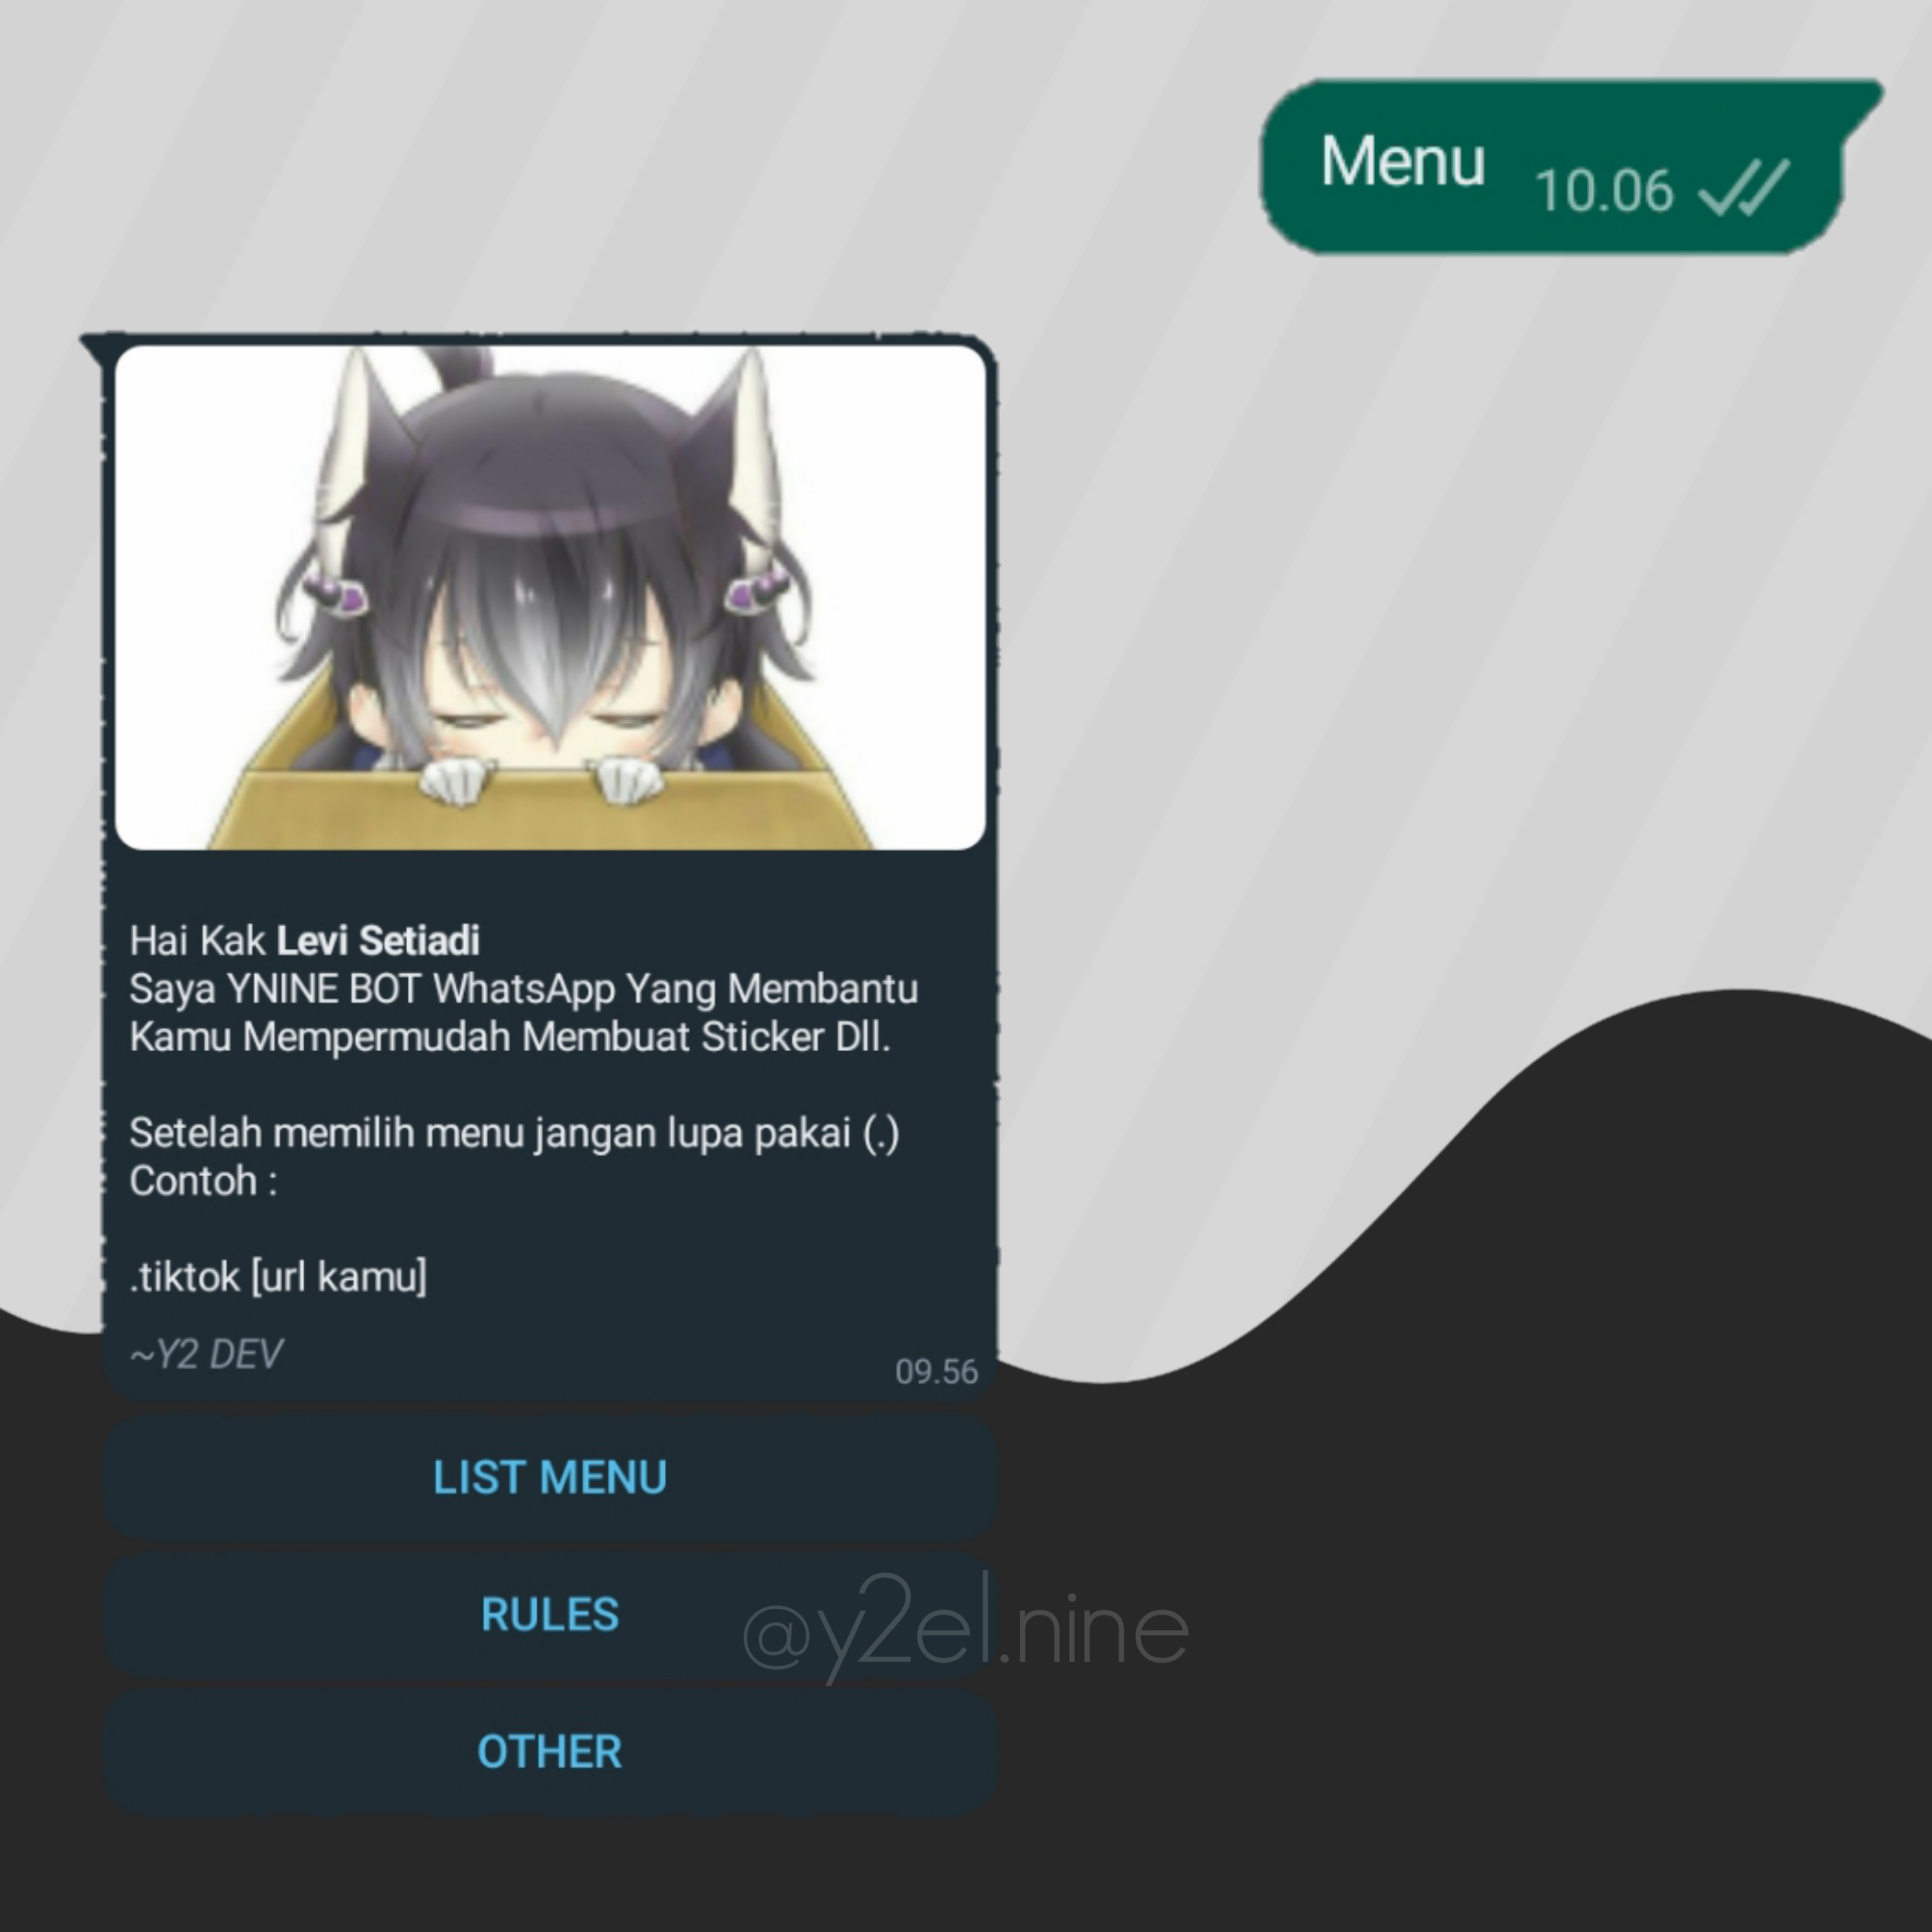 Menu
10.06
Hai Kak Levi Setiadi
Saya YNINE BOT WhatsApp Yang Membantu
Kamu Mempermudah Membuat Sticker Dll.
Setelah memilih menu jangan lupa pakai (.)
Contoh :
.tiktok [url kamu]
~Y2 DEV
09.56
LIST MENU
RULES
@y2el.nine
OTHER